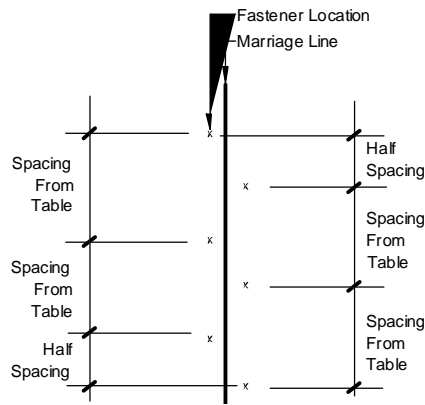 Fastener Location
Marriage Line
Spacing
From
Table
Spacing
From
Table
Half
Spacing
Half
Spacing
Spacing
From
Table
Spacing
From
Table